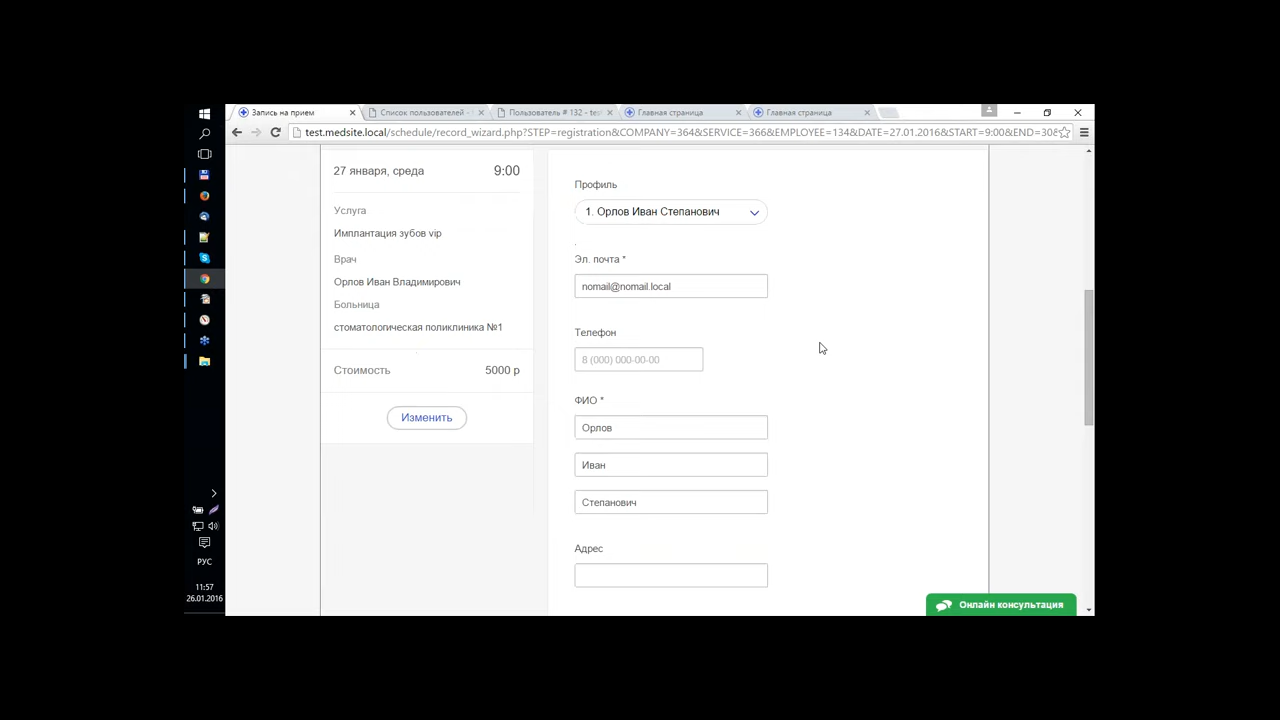 Запись на прием
Список пользователей -
Пользователь # 132 - test
Главная страница
Главная страница
test.medsite.local/schedule/record_wizard.php?STEP=registration&COMPANY=364&SERVICE=366&EMPLOYEE=134&DATE=27.01.2016&START=9:00&END=30&
27 января, среда 9:00
Услуга
Имплантация зубов vip
Врач
Орлов Иван Владимирович
Больница
стоматологическая поликлиника №1
Стоимость 5000 р
Изменить
Профиль
1. Орлов Иван Степанович
Эл. почта *
nomail@nomail.local
Телефон
8 (000) 000-00-00
ФИО *
Орлов
Иван
Степанович
Адрес
Онлайн консультация
РУС
11:57
26.01.2016